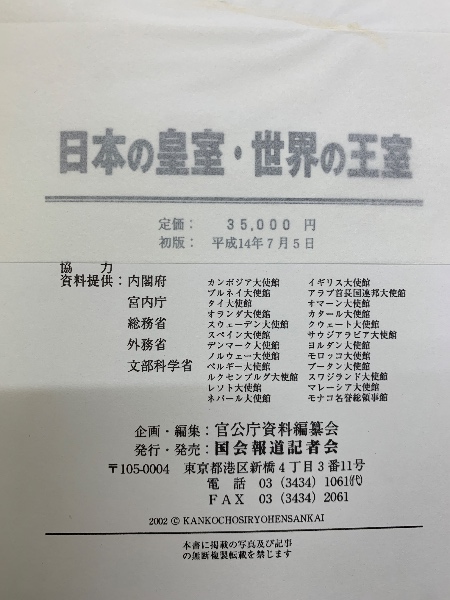 日本の皇室・世界の王室
定価： 35,000 円
初版： 平成14年7月5日
協力
資料提供：内閣府 カンボジア大使館 イギリス大使館
ブルネイ大使館 アラブ首長国連邦大使館
宮内庁 タイ大使館 オマーン大使館
オランダ大使館 カタール大使館
総務省 スウェーデン大使館 クウェート大使館
スペイン大使館 サウジアラビア大使館
外務省 デンマーク大使館 ヨルダン大使館
ノルウェー大使館 モロッコ大使館
文部科学省 ベルギー大使館 ブータン大使館
ルクセンブルグ大使館 スワジランド大使館
レソト大使館 マレーシア大使館
ネパール大使館 モナコ名誉総領事館
企画・編集：官公庁資料編纂会
発行・発売：国会報道記者会
〒105-0004 東京都港区新橋4丁目3番11号
電話 03 (3434) 1061㈹
FAX 03 (3434) 2061
2002 © KANKOCHOSIRYOHENSANKAI
本書に掲載の写真及び記事
の無断複製転載を禁じます